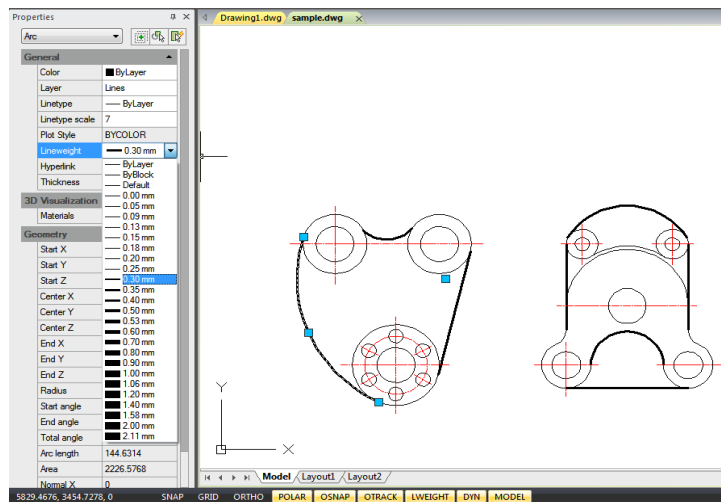 Properties
Arc
General
Color ByLayer
Layer Lines
Linetype ByLayer
Linetype scale 7
Plot Style BYCOLOR
Lineweight 0.30 mm
Hyperlink
Thickness
3D Visualization
Materials
Geometry
Start X
Start Y
Start Z
Center X
Center Y
Center Z
End X
End Y
End Z
Radius
Start angle
End angle
Total angle
Arc length 144.6314
Area 2226.5768
Normal X 0
ByLayer
ByBlock
Default
0.00 mm
0.05 mm
0.09 mm
0.13 mm
0.15 mm
0.18 mm
0.20 mm
0.25 mm
0.30 mm
0.35 mm
0.40 mm
0.50 mm
0.53 mm
0.60 mm
0.70 mm
0.80 mm
0.90 mm
1.00 mm
1.06 mm
1.20 mm
1.40 mm
1.58 mm
2.00 mm
2.11 mm
Drawing1.dwg sample.dwg
Y
X
Model Layout1 Layout2
5829.4676, 3454.7278, 0 SNAP GRID ORTHO POLAR OSNAP OTRACK LWEIGHT DYN MODEL